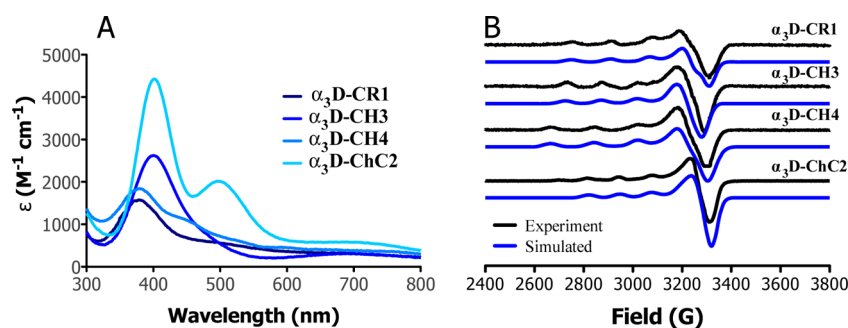 A
ε (M⁻¹ cm⁻¹)
5000
4000
3000
2000
1000
0
300 400 500 600 700 800
Wavelength (nm)
α₃D-CR1
α₃D-CH3
α₃D-CH4
α₃D-ChC2
B
α₃D-CR1
α₃D-CH3
α₃D-CH4
α₃D-ChC2
Experiment
Simulated
2400 2600 2800 3000 3200 3400 3600 3800
Field (G)